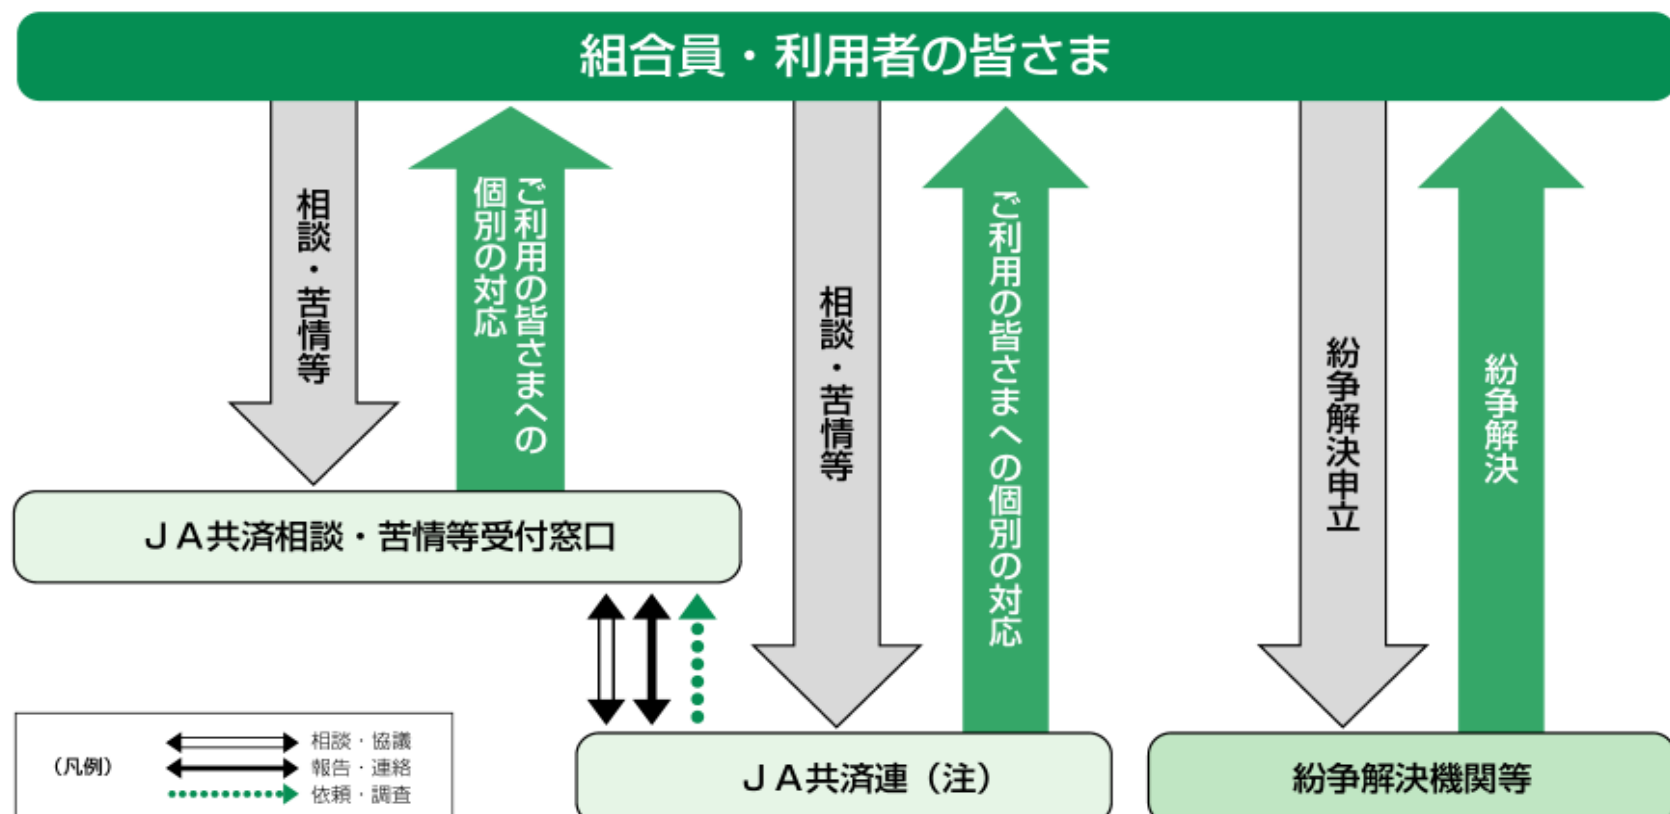 組合員・利用者の皆さま
相談・苦情等
ご利用の皆さまへの
個別の対応
相談・苦情等
ご利用の皆さまへの個別の対応
紛争解決申立
紛争解決
ＪＡ共済相談・苦情等受付窓口
（凡例）
相談・協議
報告・連絡
依頼・調査
ＪＡ共済連（注）
紛争解決機関等